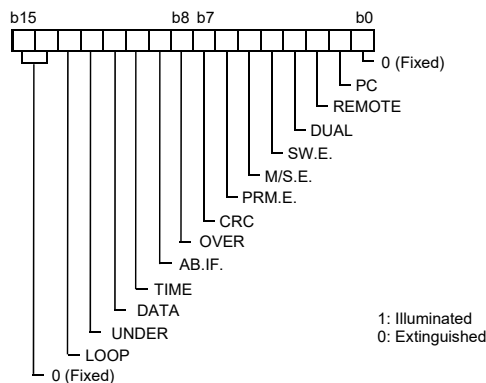 b15 b8 b7 b0
0 (Fixed)
PC
REMOTE
DUAL
SW.E.
M/S.E.
PRM.E.
CRC
OVER
AB.IF.
TIME
DATA
UNDER
LOOP
0 (Fixed)
1: Illuminated
0: Extinguished